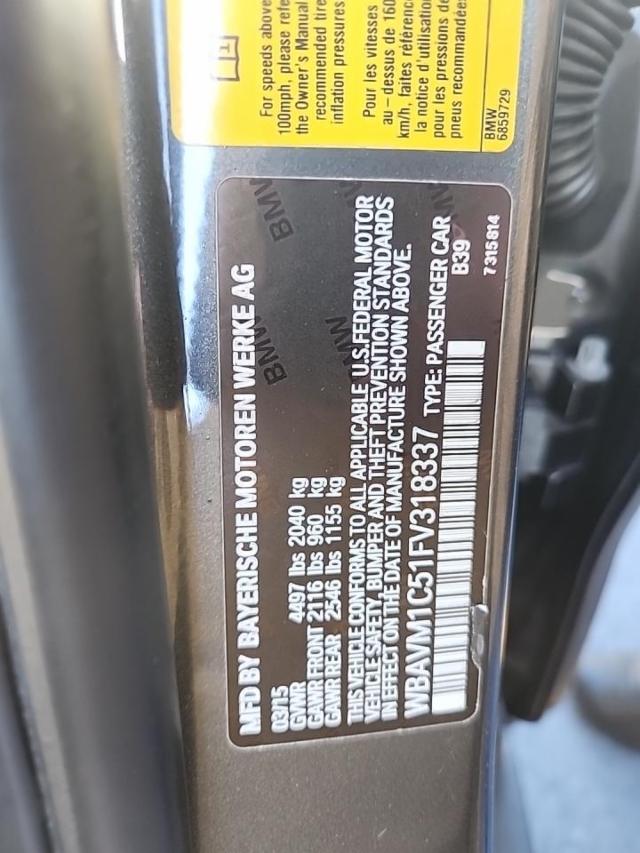 For speeds above
100mph, please refe
the Owner's Manual
recommended tire
inflation pressures
Pour les vitesses
au - dessus de 160
km/h, faites référenc
la notice d'utilisation
pour les pressions de
pneus recommandées
BMW
6859729
MFD BY BAYERISCHE MOTOREN WERKE AG
03/15
GVWR 4497 lbs 2040 kg
GAWR FRONT 2116 lbs 960 kg
GAWR REAR 2546 lbs 1155 kg
THIS VEHICLE CONFORMS TO ALL APPLICABLE U.S.FEDERAL MOTOR
VEHICLE SAFETY, BUMPER AND THEFT PREVENTION STANDARDS
IN EFFECT ON THE DATE OF MANUFACTURE SHOWN ABOVE.
WBAVM1C51FV318337 TYPE: PASSENGER CAR
B39
7315814
BMW
BMW
BMW